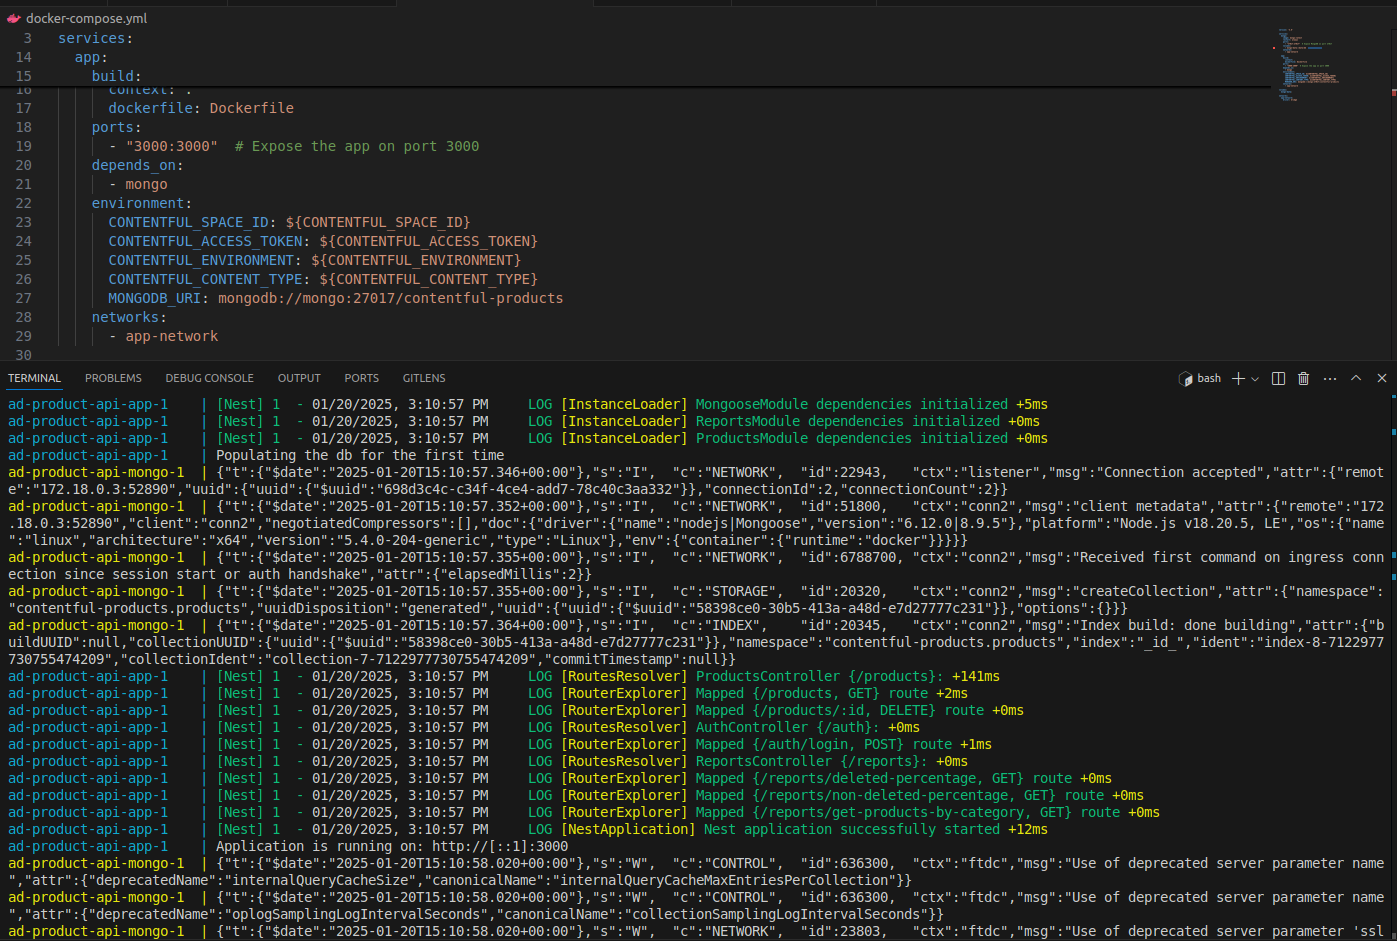 docker-compose.yml
3 services:
14 app:
15 build:
16 context: .
17 dockerfile: Dockerfile
18 ports:
19 - "3000:3000" # Expose the app on port 3000
20 depends_on:
21 - mongo
22 environment:
23 CONTENTFUL_SPACE_ID: ${CONTENTFUL_SPACE_ID}
24 CONTENTFUL_ACCESS_TOKEN: ${CONTENTFUL_ACCESS_TOKEN}
25 CONTENTFUL_ENVIRONMENT: ${CONTENTFUL_ENVIRONMENT}
26 CONTENTFUL_CONTENT_TYPE: ${CONTENTFUL_CONTENT_TYPE}
27 MONGODB_URI: mongodb://mongo:27017/contentful-products
28 networks:
29 - app-network
30
TERMINAL PROBLEMS DEBUG CONSOLE OUTPUT PORTS GITLENS bash
ad-product-api-app-1 | [Nest] 1 - 01/20/2025, 3:10:57 PM LOG [InstanceLoader] MongooseModule dependencies initialized +5ms
ad-product-api-app-1 | [Nest] 1 - 01/20/2025, 3:10:57 PM LOG [InstanceLoader] ReportsModule dependencies initialized +0ms
ad-product-api-app-1 | [Nest] 1 - 01/20/2025, 3:10:57 PM LOG [InstanceLoader] ProductsModule dependencies initialized +0ms
ad-product-api-app-1 | Populating the db for the first time
ad-product-api-mongo-1 | {"t":{"$date":"2025-01-20T15:10:57.346+00:00"},"s":"I", "c":"NETWORK", "id":22943, "ctx":"listener","msg":"Connection accepted","attr":{"remot
e":"172.18.0.3:52890","uuid":{"uuid":{"$uuid":"698d3c4c-c34f-4ce4-add7-78c40c3aa332"}},"connectionId":2,"connectionCount":2}}
ad-product-api-mongo-1 | {"t":{"$date":"2025-01-20T15:10:57.352+00:00"},"s":"I", "c":"NETWORK", "id":51800, "ctx":"conn2","msg":"client metadata","attr":{"remote":"172
.18.0.3:52890","client":"conn2","negotiatedCompressors":[],"doc":{"driver":{"name":"nodejs|Mongoose","version":"6.12.0|8.9.5"},"platform":"Node.js v18.20.5, LE","os":{"name
":"linux","architecture":"x64","version":"5.4.0-204-generic","type":"Linux"},"env":{"container":{"runtime":"docker"}}}}}
ad-product-api-mongo-1 | {"t":{"$date":"2025-01-20T15:10:57.355+00:00"},"s":"I", "c":"NETWORK", "id":6788700, "ctx":"conn2","msg":"Received first command on ingress conn
ection since session start or auth handshake","attr":{"elapsedMillis":2}}
ad-product-api-mongo-1 | {"t":{"$date":"2025-01-20T15:10:57.355+00:00"},"s":"I", "c":"STORAGE", "id":20320, "ctx":"conn2","msg":"createCollection","attr":{"namespace":
"contentful-products.products","uuidDisposition":"generated","uuid":{"uuid":{"$uuid":"58398ce0-30b5-413a-a48d-e7d27777c231"}},"options":{}}}
ad-product-api-mongo-1 | {"t":{"$date":"2025-01-20T15:10:57.364+00:00"},"s":"I", "c":"INDEX", "id":20345, "ctx":"conn2","msg":"Index build: done building","attr":{"b
uildUUID":null,"collectionUUID":{"uuid":{"$uuid":"58398ce0-30b5-413a-a48d-e7d27777c231"}},"namespace":"contentful-products.products","index":"_id_","ident":"index-8-7122977
730755474209","collectionIdent":"collection-7-7122977730755474209","commitTimestamp":null}}
ad-product-api-app-1 | [Nest] 1 - 01/20/2025, 3:10:57 PM LOG [RoutesResolver] ProductsController {/products}: +141ms
ad-product-api-app-1 | [Nest] 1 - 01/20/2025, 3:10:57 PM LOG [RouterExplorer] Mapped {/products, GET} route +2ms
ad-product-api-app-1 | [Nest] 1 - 01/20/2025, 3:10:57 PM LOG [RouterExplorer] Mapped {/products/:id, DELETE} route +0ms
ad-product-api-app-1 | [Nest] 1 - 01/20/2025, 3:10:57 PM LOG [RoutesResolver] AuthController {/auth}: +0ms
ad-product-api-app-1 | [Nest] 1 - 01/20/2025, 3:10:57 PM LOG [RouterExplorer] Mapped {/auth/login, POST} route +1ms
ad-product-api-app-1 | [Nest] 1 - 01/20/2025, 3:10:57 PM LOG [RoutesResolver] ReportsController {/reports}: +0ms
ad-product-api-app-1 | [Nest] 1 - 01/20/2025, 3:10:57 PM LOG [RouterExplorer] Mapped {/reports/deleted-percentage, GET} route +0ms
ad-product-api-app-1 | [Nest] 1 - 01/20/2025, 3:10:57 PM LOG [RouterExplorer] Mapped {/reports/non-deleted-percentage, GET} route +0ms
ad-product-api-app-1 | [Nest] 1 - 01/20/2025, 3:10:57 PM LOG [RouterExplorer] Mapped {/reports/get-products-by-category, GET} route +0ms
ad-product-api-app-1 | [Nest] 1 - 01/20/2025, 3:10:57 PM LOG [NestApplication] Nest application successfully started +12ms
ad-product-api-app-1 | Application is running on: http://[::1]:3000
ad-product-api-mongo-1 | {"t":{"$date":"2025-01-20T15:10:58.020+00:00"},"s":"W", "c":"CONTROL", "id":636300, "ctx":"ftdc","msg":"Use of deprecated server parameter name
","attr":{"deprecatedName":"internalQueryCacheSize","canonicalName":"internalQueryCacheMaxEntriesPerCollection"}}
ad-product-api-mongo-1 | {"t":{"$date":"2025-01-20T15:10:58.020+00:00"},"s":"W", "c":"CONTROL", "id":636300, "ctx":"ftdc","msg":"Use of deprecated server parameter name
","attr":{"deprecatedName":"oplogSamplingLogIntervalSeconds","canonicalName":"collectionSamplingLogIntervalSeconds"}}
ad-product-api-mongo-1 | {"t":{"$date":"2025-01-20T15:10:58.020+00:00"},"s":"W", "c":"NETWORK", "id":23803, "ctx":"ftdc","msg":"Use of deprecated server parameter 'ssl